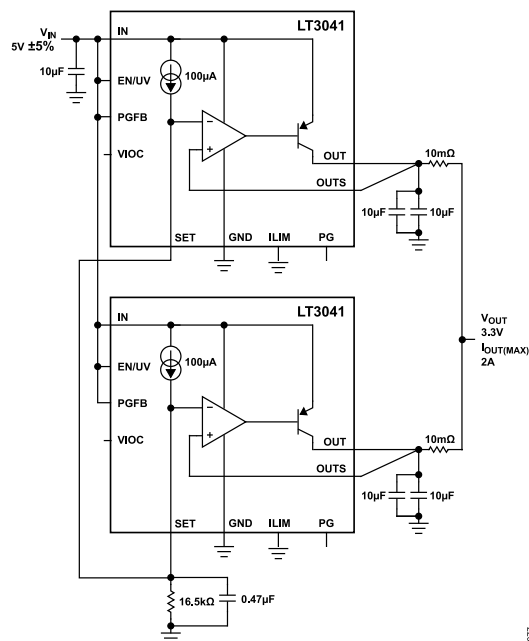 LT3041
VIN
5V ±5%
IN
10µF
100µA
EN/UV
PGFB
VIOC
OUT
10mΩ
OUTS
10µF
10µF
SET
GND
ILIM
PG
LT3041
IN
100µA
EN/UV
PGFB
VIOC
VOUT
3.3V
IOUT(MAX)
2A
OUT
10mΩ
OUTS
10µF
10µF
SET
GND
ILIM
PG
16.5kΩ
0.47µF